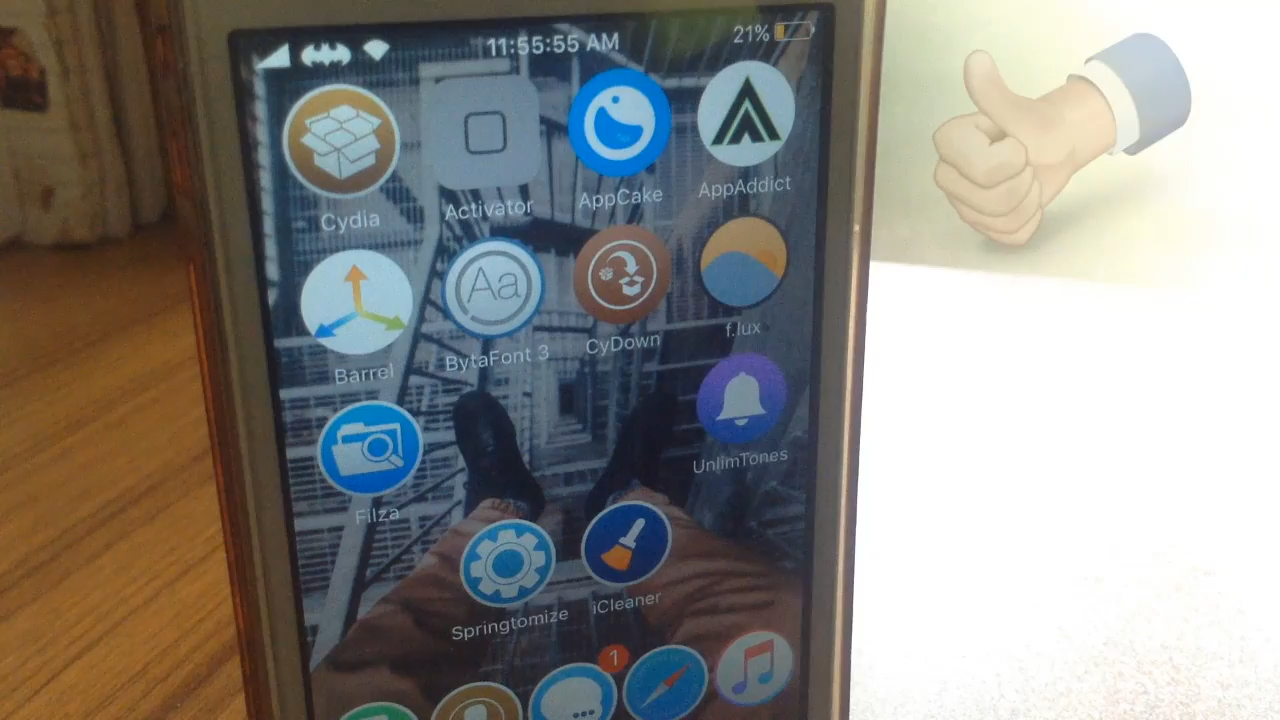 11:55:55 AM
21%
Cydia
Activator
AppCake
AppAddict
Barrel
Aa
BytaFont 3
CyDown
f.lux
Filza
UnlimTones
Springtomize
iCleaner
1